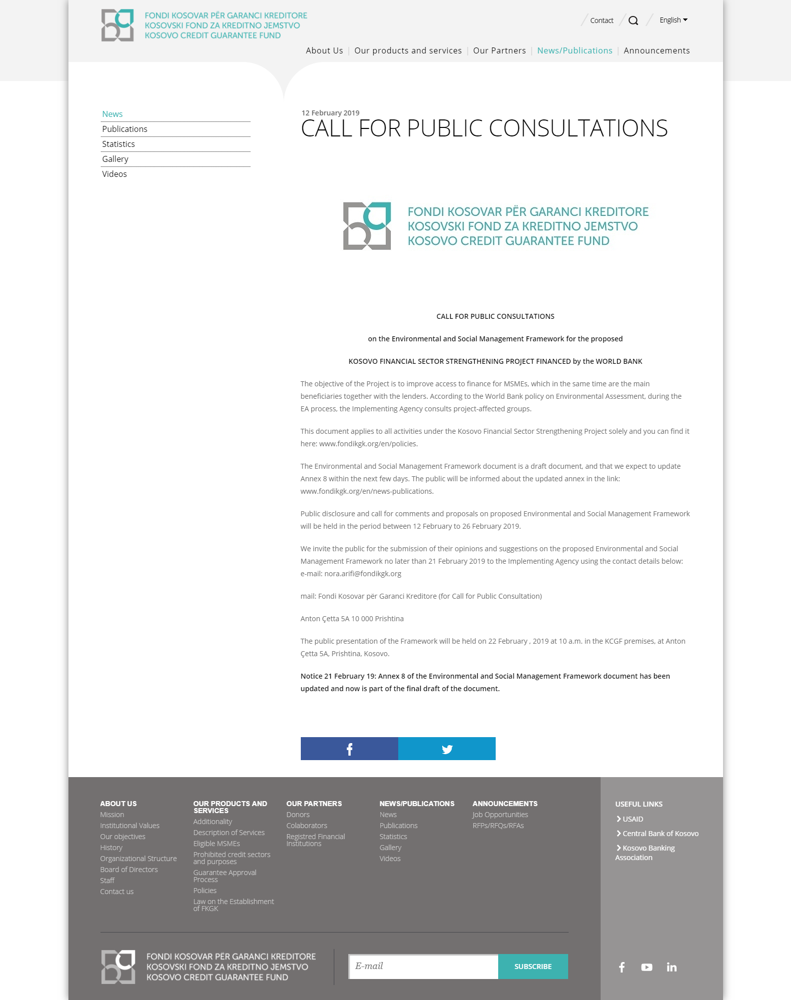 FONDI KOSOVAR PËR GARANCI KREDITORE
KOSOVSKI FOND ZA KREDITNO JEMSTVO
KOSOVO CREDIT GUARANTEE FUND
Contact
English
About Us
Our products and services
Our Partners
News/Publications
Announcements
News
Publications
Statistics
Gallery
Videos
12 February 2019
CALL FOR PUBLIC CONSULTATIONS
FONDI KOSOVAR PËR GARANCI KREDITORE
KOSOVSKI FOND ZA KREDITNO JEMSTVO
KOSOVO CREDIT GUARANTEE FUND
CALL FOR PUBLIC CONSULTATIONS
on the Environmental and Social Management Framework for the proposed
KOSOVO FINANCIAL SECTOR STRENGTHENING PROJECT FINANCED by the WORLD BANK
The objective of the Project is to improve access to finance for MSMEs, which in the same time are the main
beneficiaries together with the lenders. According to the World Bank policy on Environmental Assessment, during the
EA process, the Implementing Agency consults project-affected groups.
This document applies to all activities under the Kosovo Financial Sector Strengthening Project solely and you can find it
here: www.fondikgk.org/en/policies.
The Environmental and Social Management Framework document is a draft document, and that we expect to update
Annex 8 within the next few days. The public will be informed about the updated annex in the link:
www.fondikgk.org/en/news-publications.
Public disclosure and call for comments and proposals on proposed Environmental and Social Management Framework
will be held in the period between 12 February to 26 February 2019.
We invite the public for the submission of their opinions and suggestions on the proposed Environmental and Social
Management Framework no later than 21 February 2019 to the Implementing Agency using the contact details below:
e-mail: nora.arifi@fondikgk.org
mail: Fondi Kosovar për Garanci Kreditore (for Call for Public Consultation)
Anton Çetta 5A 10 000 Prishtina
The public presentation of the Framework will be held on 22 February , 2019 at 10 a.m. in the KCGF premises, at Anton
Çetta 5A, Prishtina, Kosovo.
Notice 21 February 19: Annex 8 of the Environmental and Social Management Framework document has been
updated and now is part of the final draft of the document.
ABOUT US
Mission
Institutional Values
Our objectives
History
Organizational Structure
Board of Directors
Staff
Contact us
OUR PRODUCTS AND
SERVICES
Additionality
Description of Services
Eligible MSMEs
Prohibited credit sectors
and purposes
Guarantee Approval
Process
Policies
Law on the Establishment
of FKGK
OUR PARTNERS
Donors
Colaborators
Registred Financial
Institutions
NEWS/PUBLICATIONS
News
Publications
Statistics
Gallery
Videos
ANNOUNCEMENTS
Job Opportunities
RFPs/RFQs/RFAs
USEFUL LINKS
USAID
Central Bank of Kosovo
Kosovo Banking
Association
FONDI KOSOVAR PËR GARANCI KREDITORE
KOSOVSKI FOND ZA KREDITNO JEMSTVO
KOSOVO CREDIT GUARANTEE FUND
E-mail
SUBSCRIBE